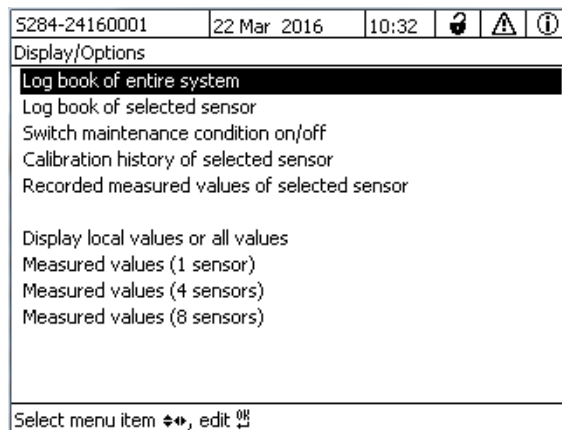 S284-24160001 22 Mar 2016 10:32
Display/Options
Log book of entire system
Log book of selected sensor
Switch maintenance condition on/off
Calibration history of selected sensor
Recorded measured values of selected sensor
Display local values or all values
Measured values (1 sensor)
Measured values (4 sensors)
Measured values (8 sensors)
Select menu item, edit OK